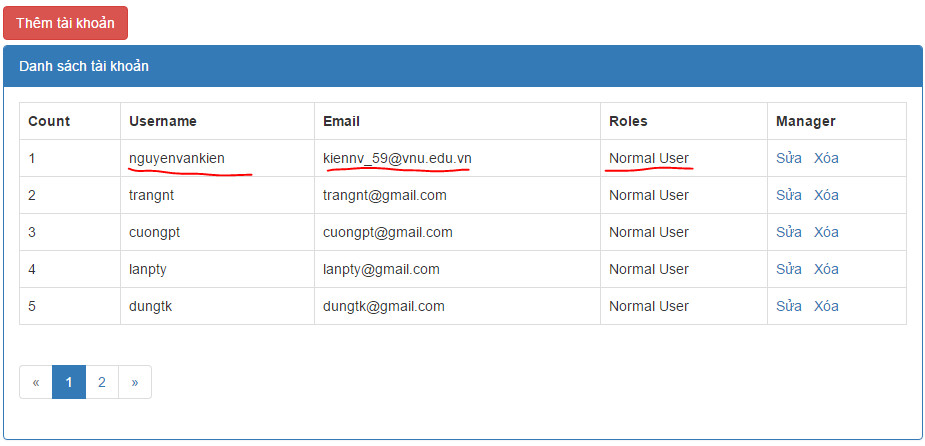 Thêm tài khoản
Danh sách tài khoản
Count Username Email Roles Manager
1 nguyenvankien kiennv_59@vnu.edu.vn Normal User Sửa Xóa
2 trangnt trangnt@gmail.com Normal User Sửa Xóa
3 cuongpt cuongpt@gmail.com Normal User Sửa Xóa
4 lanpty lanpty@gmail.com Normal User Sửa Xóa
5 dungtk dungtk@gmail.com Normal User Sửa Xóa
« 1 2 »